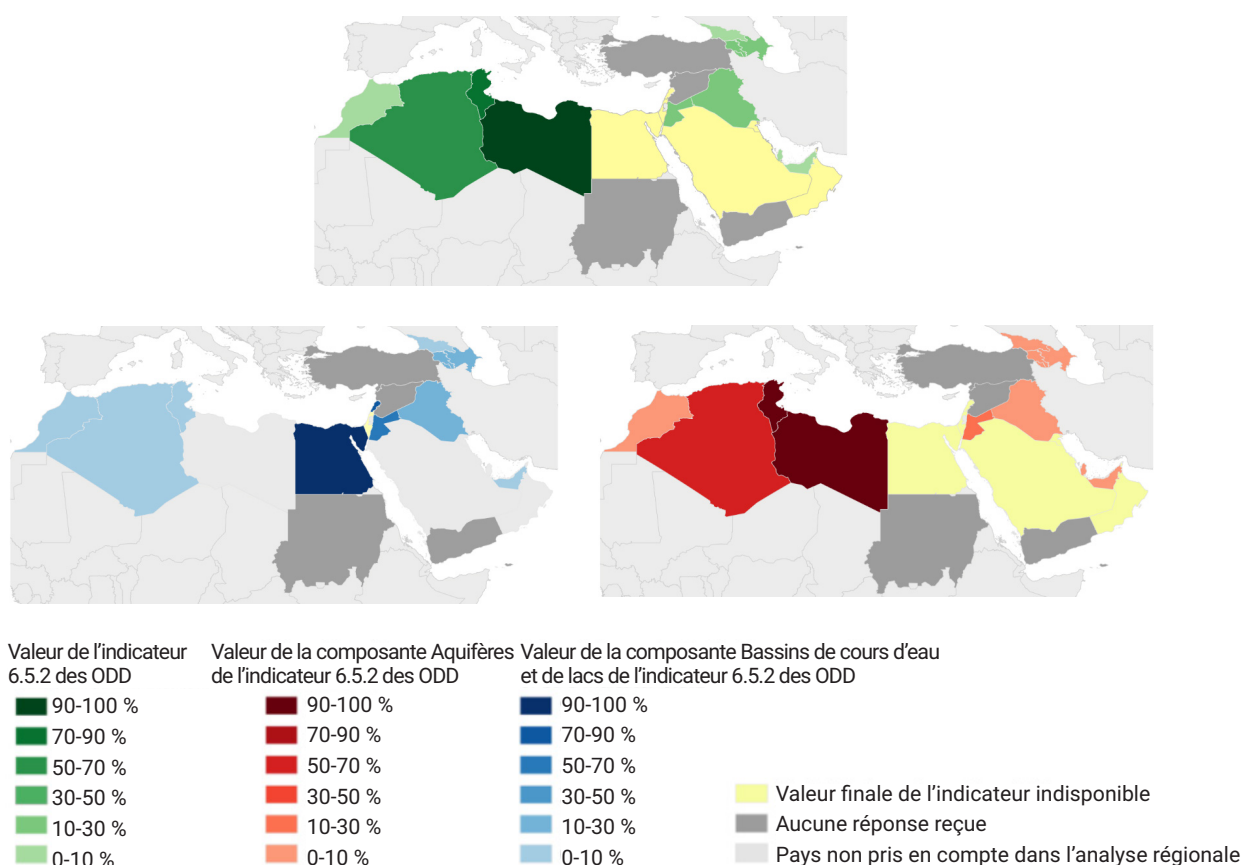 Valeur de l'indicateur
6.5.2 des ODD
90-100 %
70-90 %
50-70 %
30-50 %
10-30 %
0-10 %
Valeur de la composante Aquifères
de l'indicateur 6.5.2 des ODD
90-100 %
70-90 %
50-70 %
30-50 %
10-30 %
0-10 %
Valeur de la composante Bassins de cours d'eau
et de lacs de l'indicateur 6.5.2 des ODD
90-100 %
70-90 %
50-70 %
30-50 %
10-30 %
0-10 %
Valeur finale de l'indicateur indisponible
Aucune réponse reçue
Pays non pris en compte dans l'analyse régionale